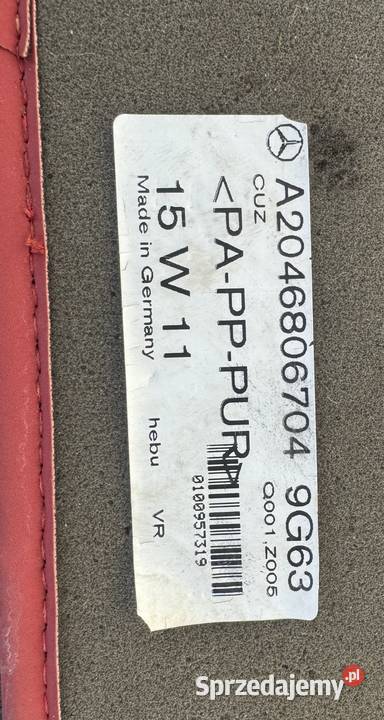 A2046806704 9G63
CUZ Q001,Z005
<PA-PP-PUR>
0100957319
15 W 11
Made in Germany hebu VR
Sprzedajemy.pl